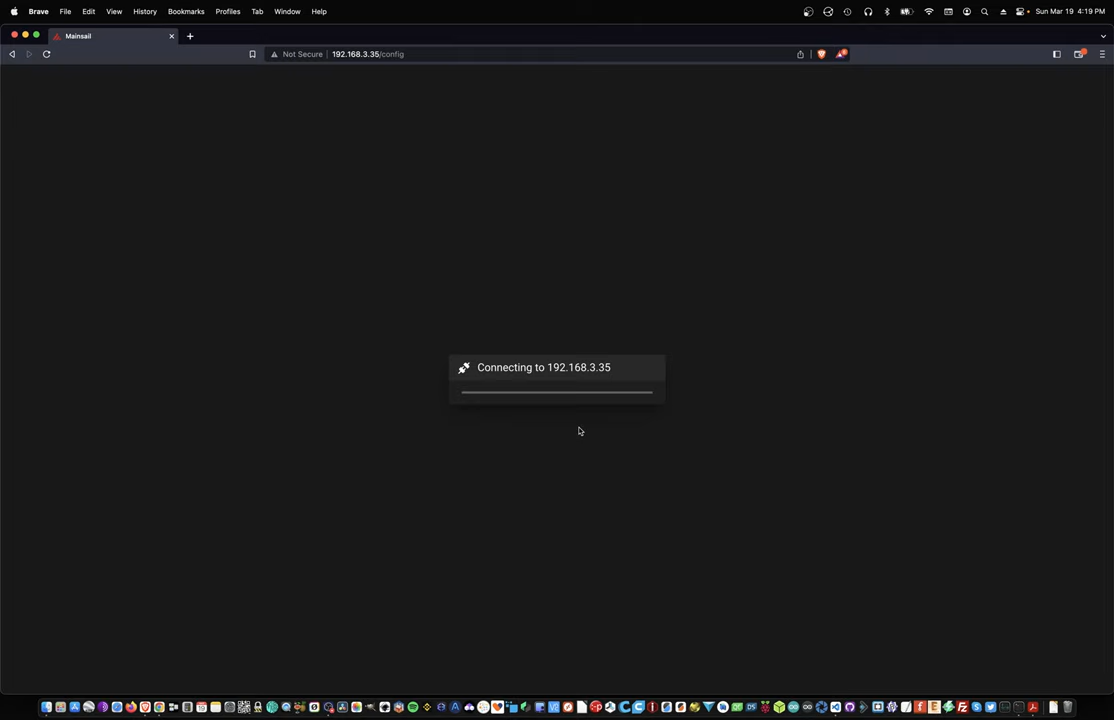 Brave File Edit View History Bookmarks Profiles Tab Window Help Sun Mar 19 4:19 PM
Mainsail
Not Secure 192.168.3.35/config
Connecting to 192.168.3.35